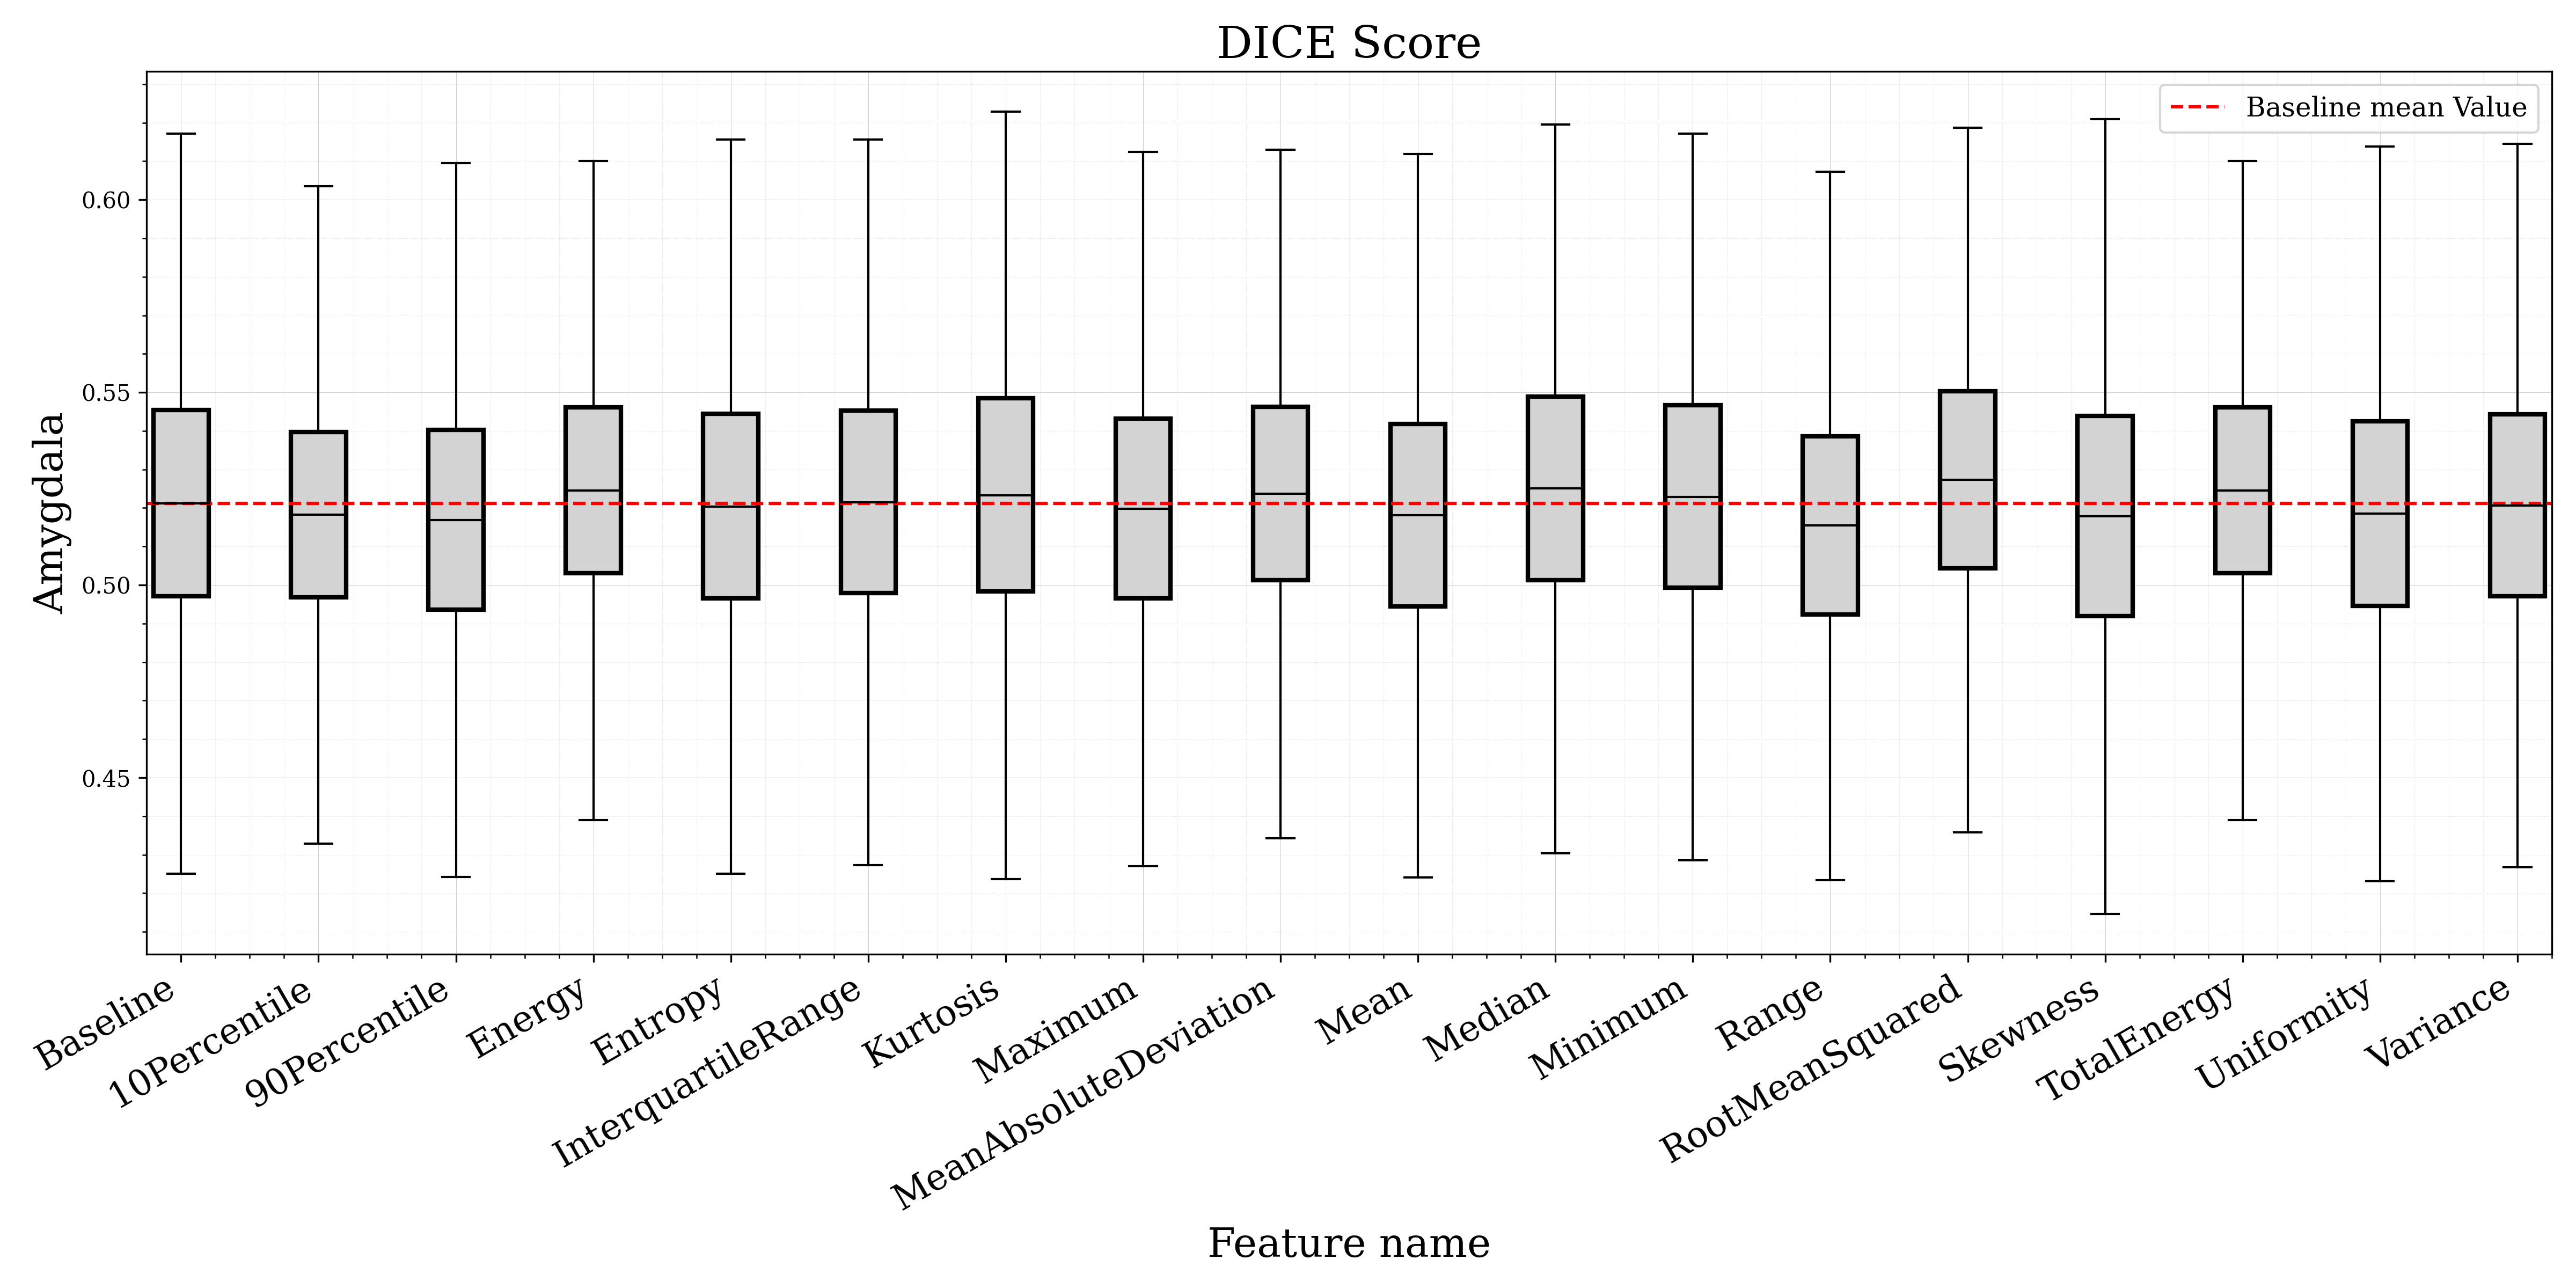 DICE Score
Baseline mean Value
Amygdala
0.60
0.55
0.50
0.45
Baseline
10Percentile
90Percentile
Energy
Entropy
InterquartileRange
Kurtosis
Maximum
MeanAbsoluteDeviation
Mean
Median
Minimum
Range
RootMeanSquared
Skewness
TotalEnergy
Uniformity
Variance
Feature name